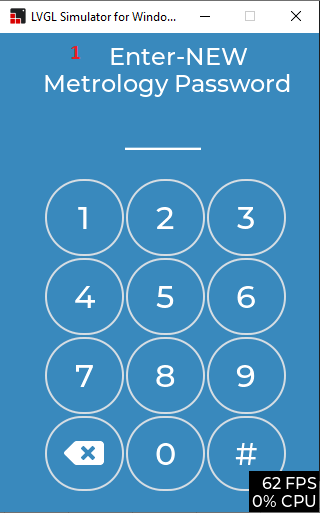 LVGL Simulator for Windo...
1 Enter-NEW
Metrology Password
1 2 3
4 5 6
7 8 9
0 #
62 FPS
0% CPU